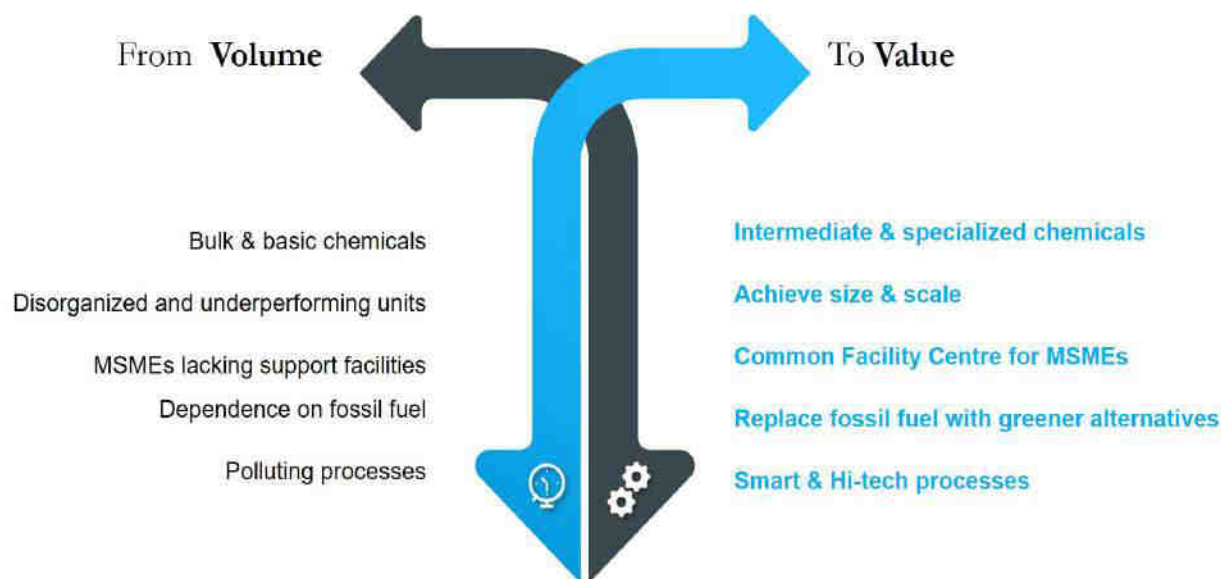 From Volume
To Value
Bulk & basic chemicals
Disorganized and underperforming units
MSMEs lacking support facilities
Dependence on fossil fuel
Polluting processes
Intermediate & specialized chemicals
Achieve size & scale
Common Facility Centre for MSMEs
Replace fossil fuel with greener alternatives
Smart & Hi-tech processes